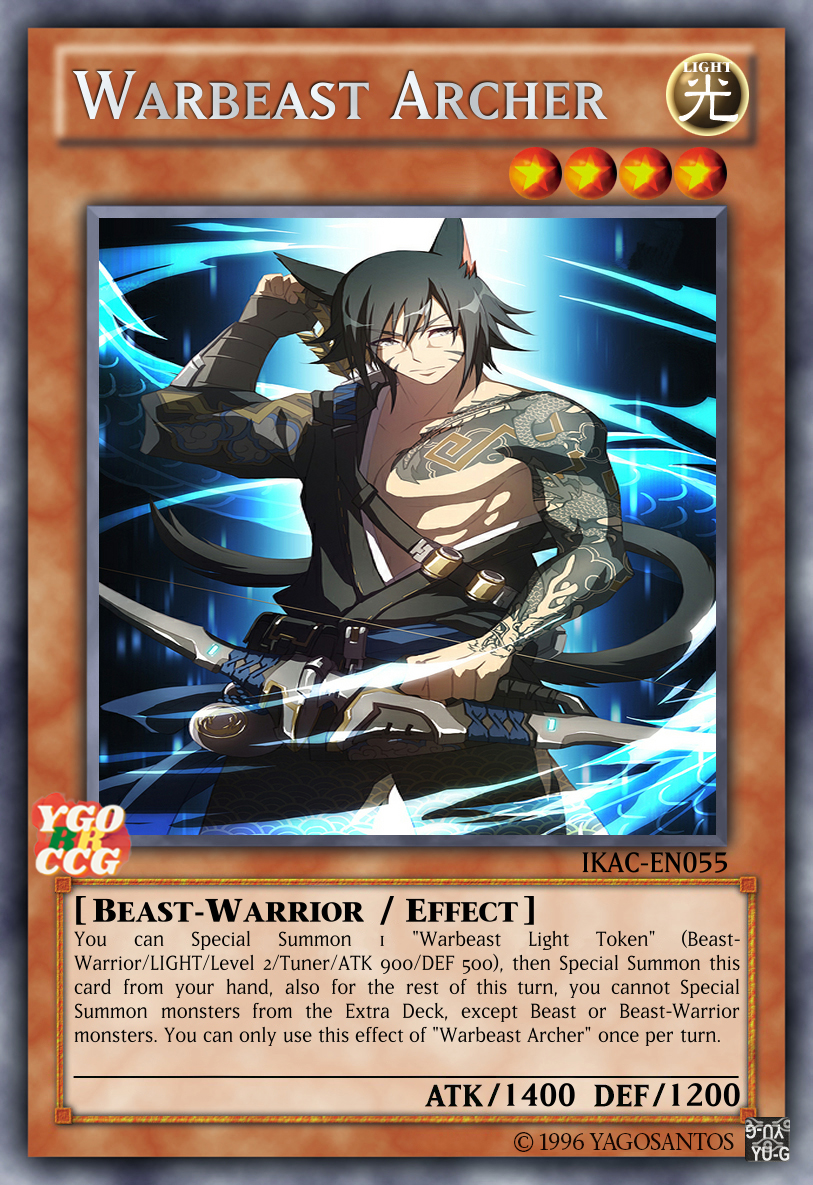 WARBEAST ARCHER
LIGHT
光
YGO
BR
CCG
IKAC-EN055
[ BEAST-WARRIOR / EFFECT ]
You can Special Summon 1 "Warbeast Light Token" (Beast-
Warrior/LIGHT/Level 2/Tuner/ATK 900/DEF 500), then Special Summon this
card from your hand, also for the rest of this turn, you cannot Special
Summon monsters from the Extra Deck, except Beast or Beast-Warrior
monsters. You can only use this effect of "Warbeast Archer" once per turn.
ATK/1400 DEF/1200
© 1996 YAGOSANTOS
YU-G
YU-G